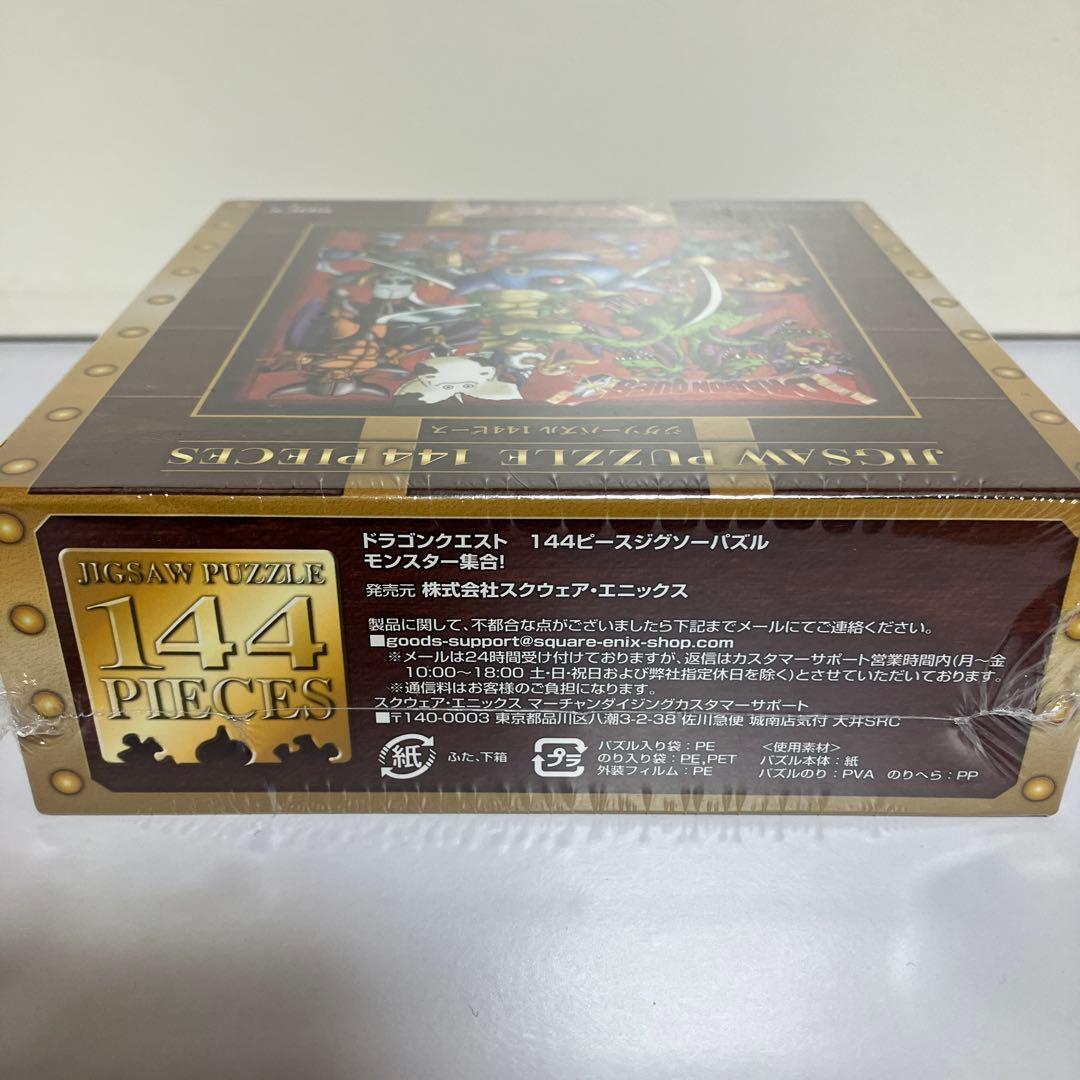 ジグソーパズル 144ピース
JIGSAW PUZZLE 144 PIECES
JIGSAW PUZZLE
144
PIECES
ドラゴンクエスト 144ピースジグソーパズル
モンスター集合!
発売元 株式会社スクウェア・エニックス
製品に関して、不都合な点がございましたら下記までメールにてご連絡ください。
■goods-support@square-enix-shop.com
※メールは24時間受け付けておりますが、返信はカスタマーサポート営業時間内(月〜金
10:00〜18:00 土・日・祝日および弊社指定休日を除く)とさせていただいております。
※通信料はお客様のご負担になります。
スクウェア・エニックス マーチャンダイジングカスタマーサポート
■〒140-0003 東京都品川区八潮3-2-38 佐川急便 城南店気付 大井SRC
紙
ふた、下箱
プラ
パズル入り袋：PE
のり入り袋：PE,PET
外装フィルム：PE
<使用素材>
パズル本体：紙
パズルのり：PVA のりへら：PP